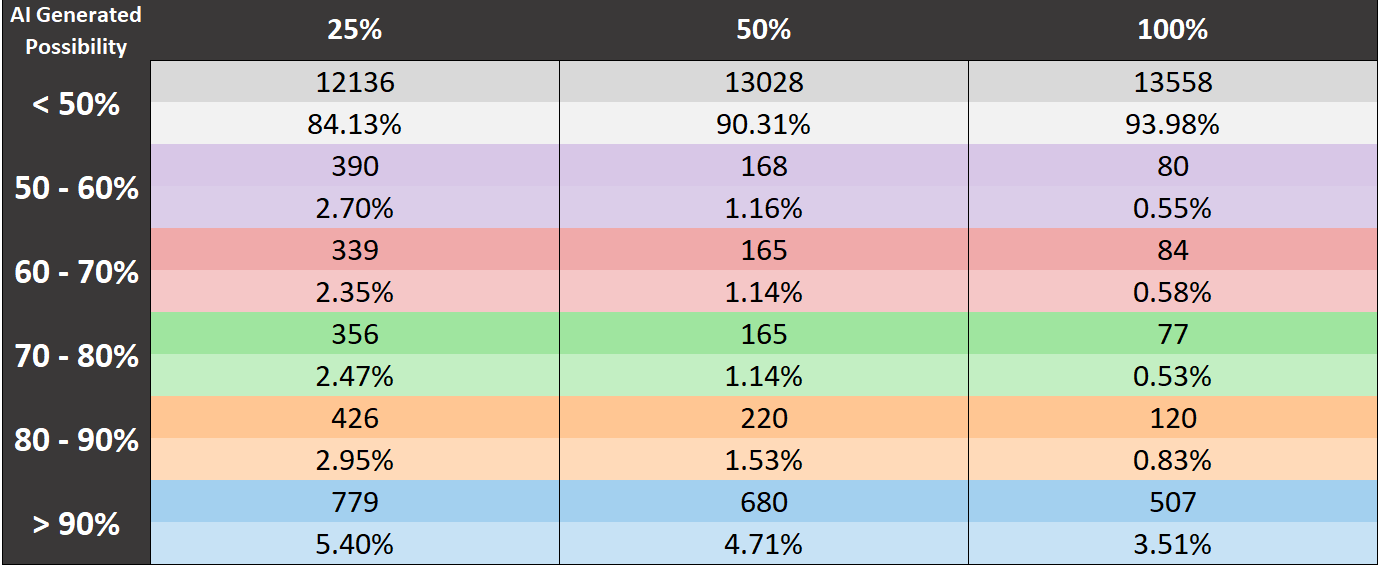 AI Generated Possibility 25% 50% 100%
< 50% 12136 13028 13558
84.13% 90.31% 93.98%
50 - 60% 390 168 80
2.70% 1.16% 0.55%
60 - 70% 339 165 84
2.35% 1.14% 0.58%
70 - 80% 356 165 77
2.47% 1.14% 0.53%
80 - 90% 426 220 120
2.95% 1.53% 0.83%
> 90% 779 680 507
5.40% 4.71% 3.51%